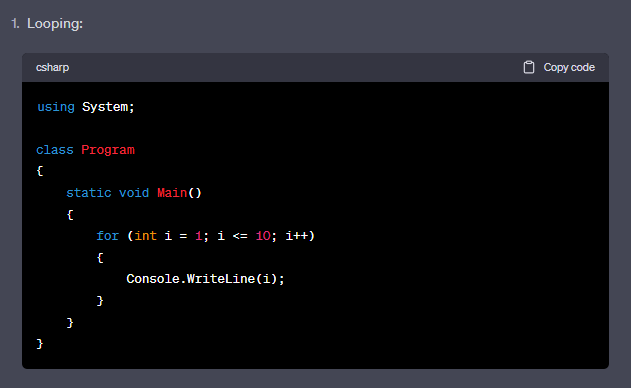 1. Looping:
csharp Copy code
using System;
class Program
{
    static void Main()
    {
        for (int i = 1; i <= 10; i++)
        {
            Console.WriteLine(i);
        }
    }
}